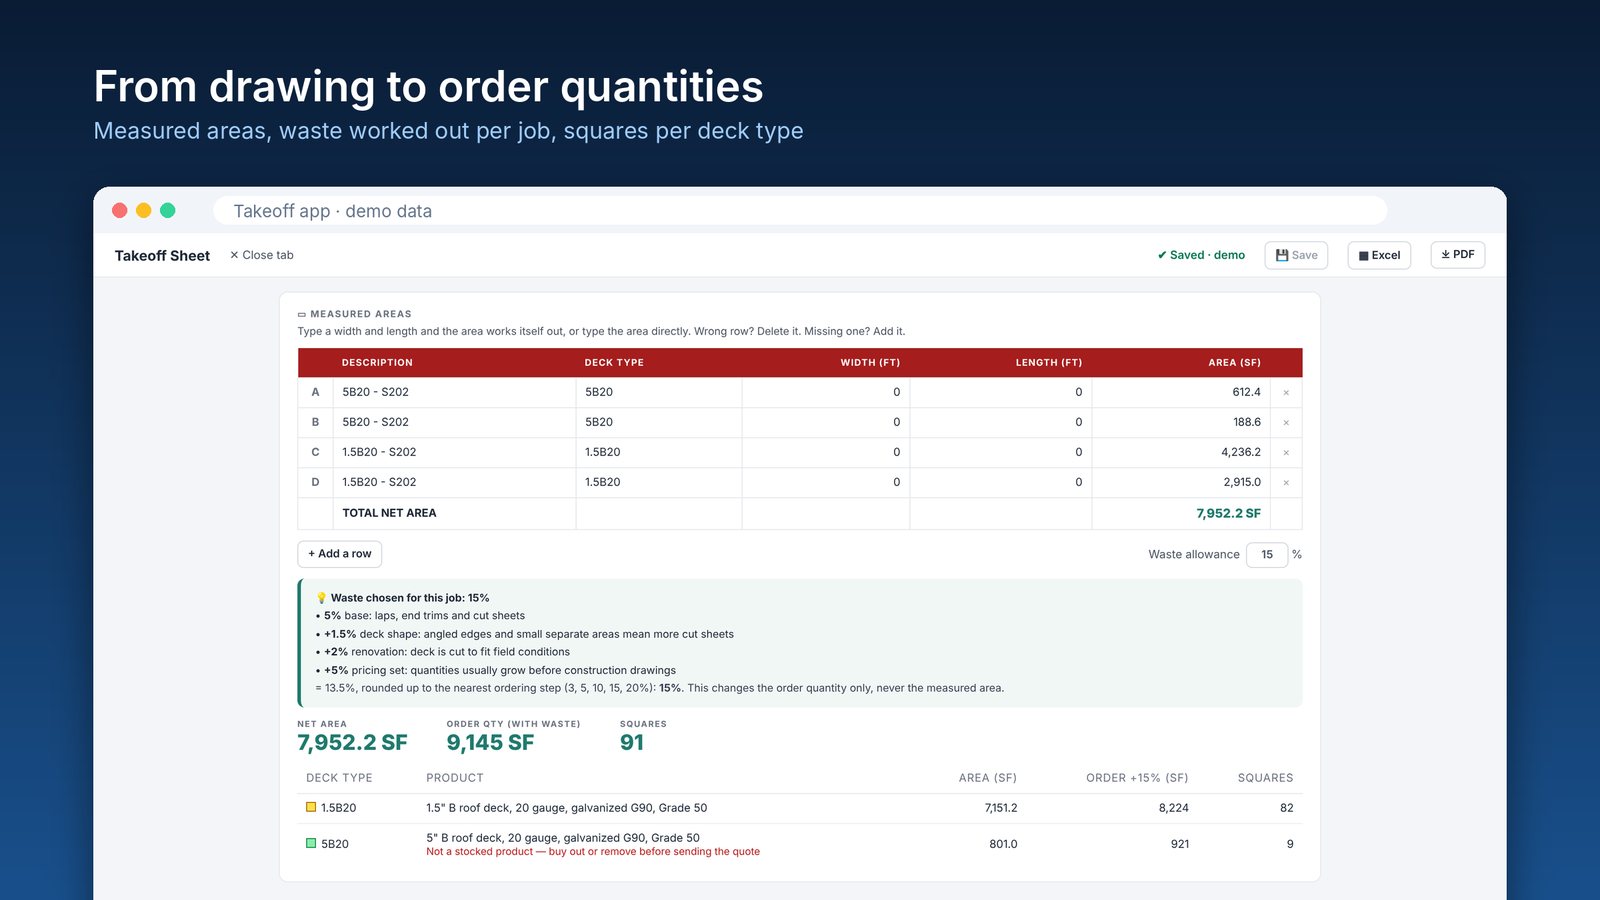 From drawing to order quantities
Measured areas, waste worked out per job, squares per deck type
Takeoff app · demo data
Takeoff Sheet ✕ Close tab ✔ Saved · demo 💾 Save ▦ Excel ⤓ PDF
▭ MEASURED AREAS
Type a width and length and the area works itself out, or type the area directly. Wrong row? Delete it. Missing one? Add it.
DESCRIPTION DECK TYPE WIDTH (FT) LENGTH (FT) AREA (SF)
A 5B20 - S202 5B20 0 0 612.4 ×
B 5B20 - S202 5B20 0 0 188.6 ×
C 1.5B20 - S202 1.5B20 0 0 4,236.2 ×
D 1.5B20 - S202 1.5B20 0 0 2,915.0 ×
TOTAL NET AREA 7,952.2 SF
+ Add a row Waste allowance 15 %
💡 Waste chosen for this job: 15%
• 5% base: laps, end trims and cut sheets
• +1.5% deck shape: angled edges and small separate areas mean more cut sheets
• +2% renovation: deck is cut to fit field conditions
• +5% pricing set: quantities usually grow before construction drawings
= 13.5%, rounded up to the nearest ordering step (3, 5, 10, 15, 20%): 15%. This changes the order quantity only, never the measured area.
NET AREA ORDER QTY (WITH WASTE) SQUARES
7,952.2 SF 9,145 SF 91
DECK TYPE PRODUCT AREA (SF) ORDER +15% (SF) SQUARES
1.5B20 1.5" B roof deck, 20 gauge, galvanized G90, Grade 50 7,151.2 8,224 82
5B20 5" B roof deck, 20 gauge, galvanized G90, Grade 50 801.0 921 9
Not a stocked product — buy out or remove before sending the quote